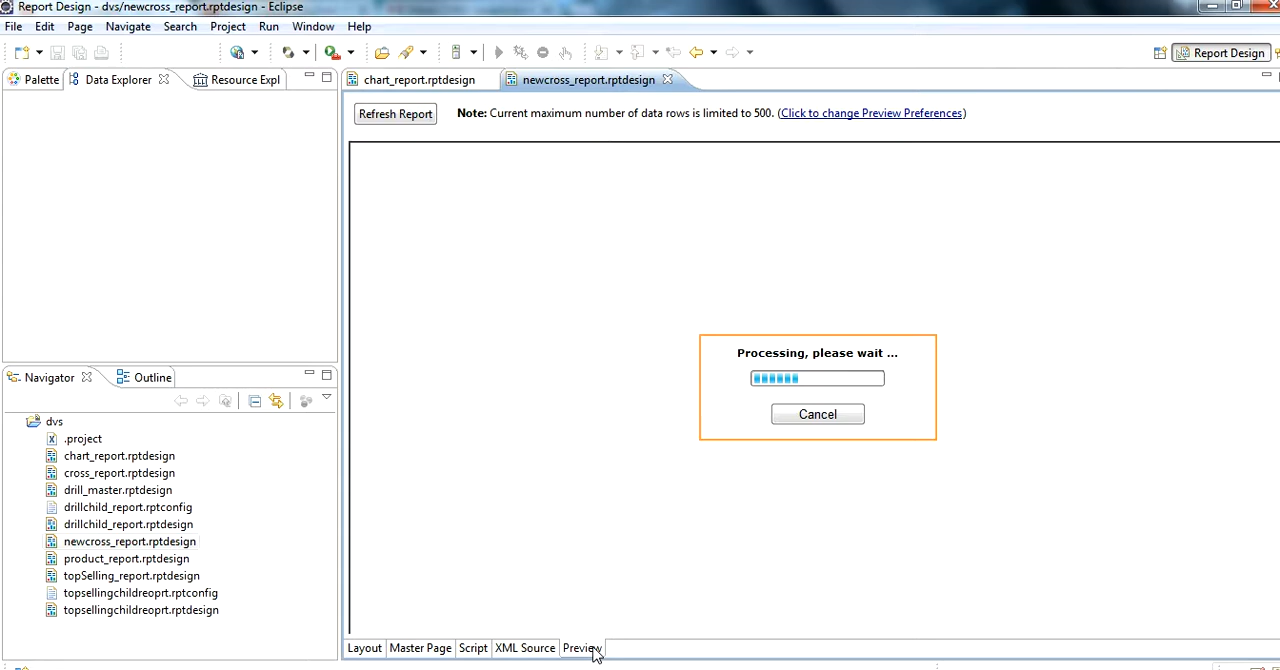 Report Design - dvs/newcross_report.rptdesign - Eclipse
File Edit Page Navigate Search Project Run Window Help
Report Design
Palette Data Explorer Resource Expl
chart_report.rptdesign newcross_report.rptdesign
Refresh Report Note: Current maximum number of data rows is limited to 500. (Click to change Preview Preferences)
Processing, please wait ...
Cancel
Navigator Outline
dvs
.project
chart_report.rptdesign
cross_report.rptdesign
drill_master.rptdesign
drillchild_report.rptconfig
drillchild_report.rptdesign
newcross_report.rptdesign
product_report.rptdesign
topSelling_report.rptdesign
topsellingchildreoprt.rptconfig
topsellingchildreoprt.rptdesign
Layout Master Page Script XML Source Preview